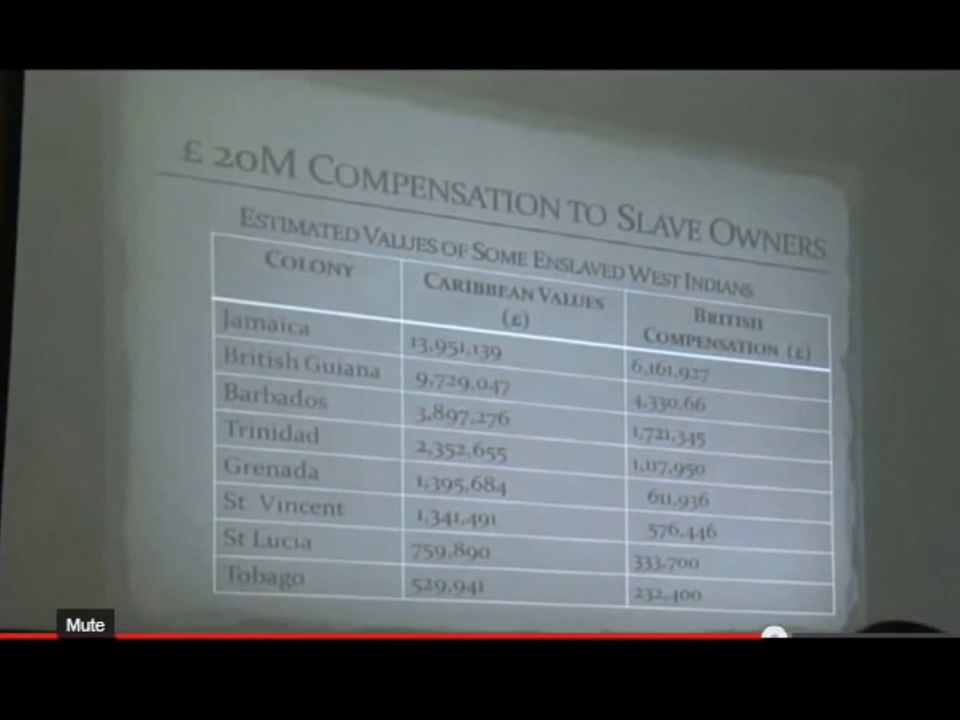 £ 20M COMPENSATION TO SLAVE OWNERS
ESTIMATED VALUES OF SOME ENSLAVED WEST INDIANS
COLONY CARIBBEAN VALUES (£) BRITISH COMPENSATION (£)
Jamaica 13,951,139 6,161,927
British Guiana 9,729,047 4,330,66
Barbados 3,897,276 1,721,345
Trinidad 2,352,655 1,117,950
Grenada 1,395,684 611,936
St. Vincent 1,341,491 576,446
St Lucia 759,890 333,700
Tobago 529,941 232,400
Mute